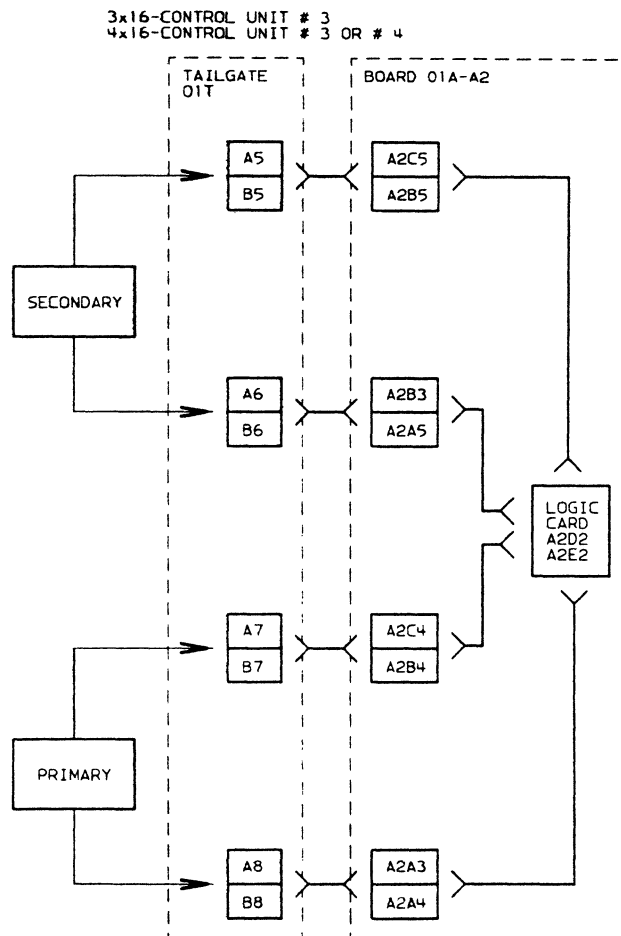 3x16-CONTROL UNIT # 3
4x16-CONTROL UNIT # 3 OR # 4
TAILGATE
01T
BOARD 01A-A2
A5
B5
A2C5
A2B5
SECONDARY
A6
B6
A2B3
A2A5
LOGIC
CARD
A2D2
A2E2
A7
B7
A2C4
A2B4
PRIMARY
A8
B8
A2A3
A2A4